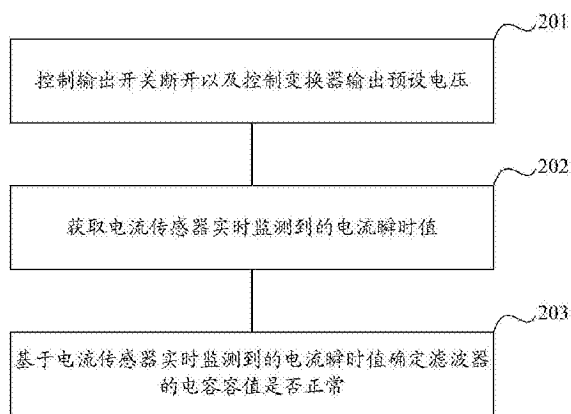 201
控制输出开关断开以及控制变换器输出预设电压
202
获取电流传感器实时监测到的电流瞬时值
203
基于电流传感器实时监测到的电流瞬时值确定滤波器
的电容容值是否正常